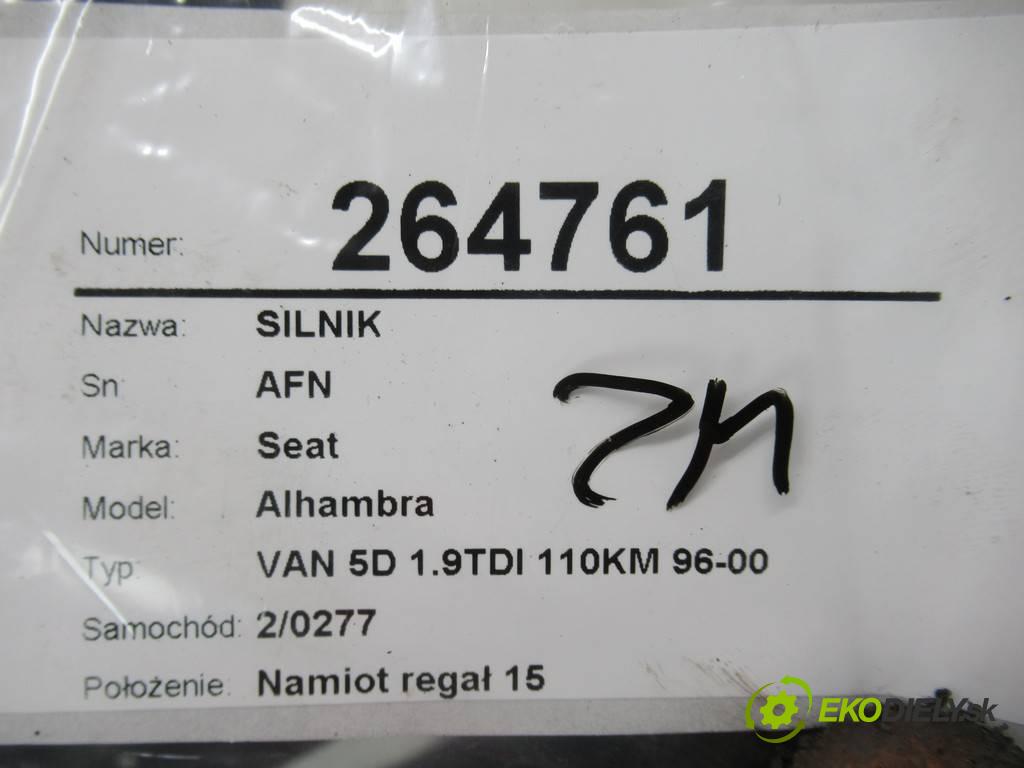 Numer: 264761
Nazwa: SILNIK
Sn: AFN
Marka: Seat
Model: Alhambra
Typ: VAN 5D 1.9TDI 110KM 96-00
Samochód: 2/0277
Położenie: Namiot regał 15
EKODIELY.sk